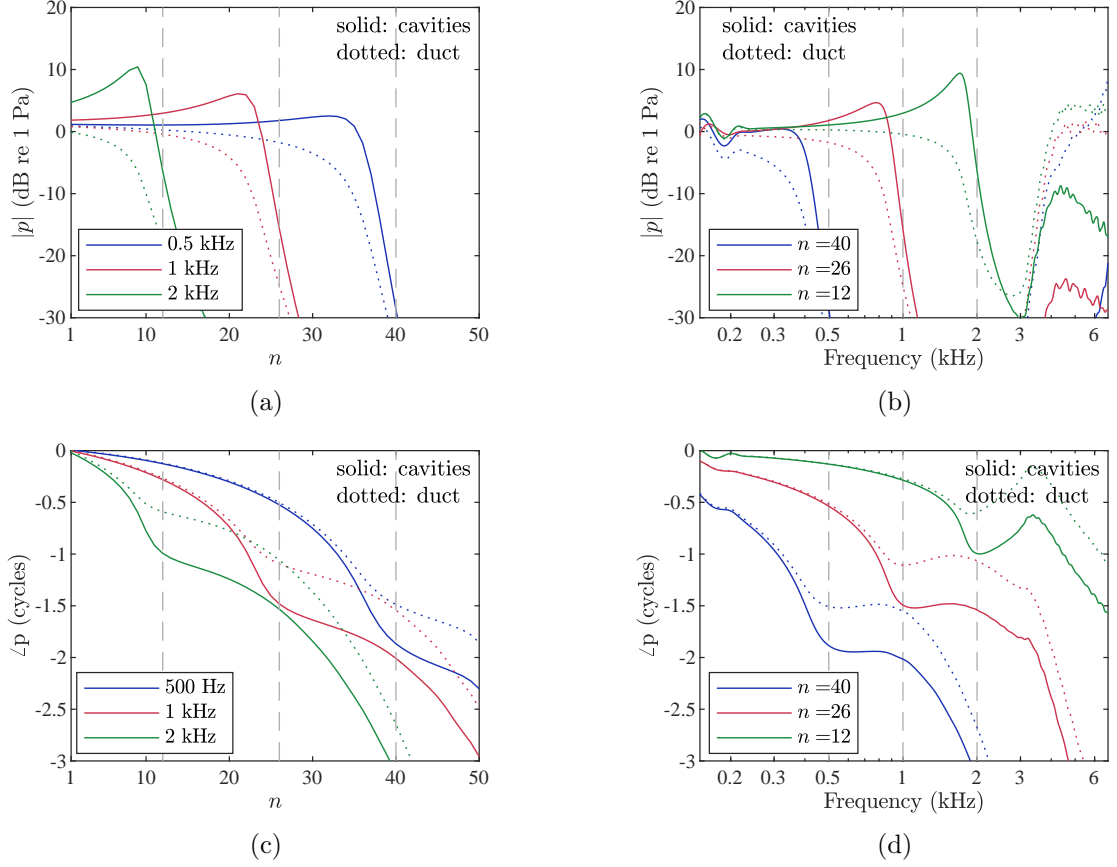 solid: cavities
dotted: duct
|p| (dB re 1 Pa)
20
10
0
-10
-20
-30
0.5 kHz
1 kHz
2 kHz
1 10 20 30 40 50
n
(a)
solid: cavities
dotted: duct
|p| (dB re 1 Pa)
20
10
0
-10
-20
-30
n =40
n =26
n =12
0.2 0.3 0.5 1 2 3 6
Frequency (kHz)
(b)
solid: cavities
dotted: duct
∠p (cycles)
0
-0.5
-1
-1.5
-2
-2.5
-3
500 Hz
1 kHz
2 kHz
1 10 20 30 40 50
n
(c)
solid: cavities
dotted: duct
∠p (cycles)
0
-0.5
-1
-1.5
-2
-2.5
-3
n =40
n =26
n =12
0.2 0.3 0.5 1 2 3 6
Frequency (kHz)
(d)